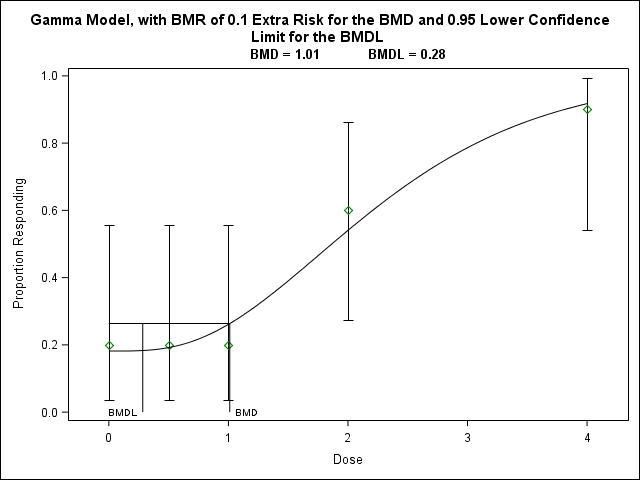 Gamma Model, with BMR of 0.1 Extra Risk for the BMD and 0.95 Lower Confidence
Limit for the BMDL
BMD = 1.01 BMDL = 0.28
1.0
0.8
0.6
0.4
0.2
0.0
Proportion Responding
BMDL
BMD
0
1
2
3
4
Dose